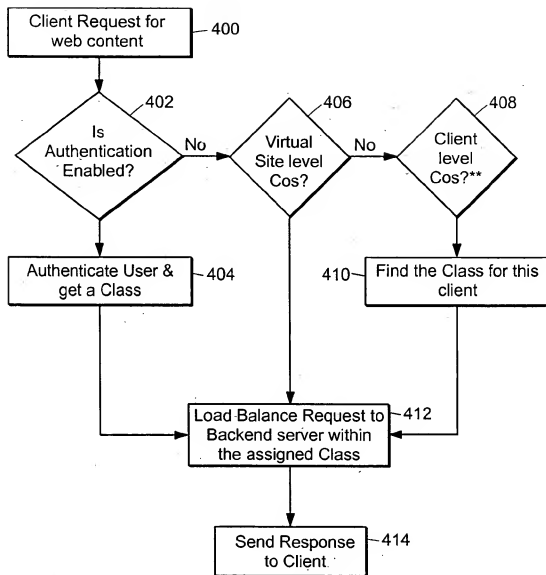 Client Request for
web content
400
402
Is
Authentication
Enabled?
No
406
Virtual
Site level
Cos?
No
408
Client
level
Cos?**
Authenticate User &
get a Class
404
410
Find the Class for this
client
Load Balance Request to
Backend server within
the assigned Class
412
Send Response
to Client
414